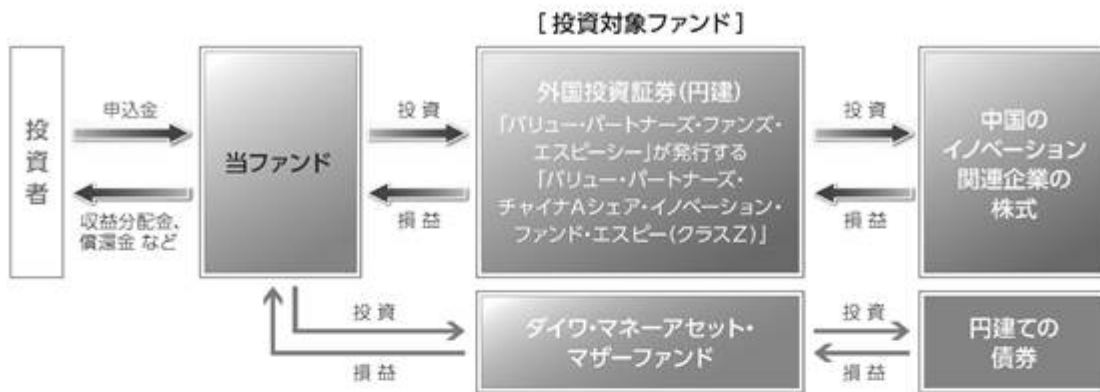 [投資対象ファンド]
投資者
申込金
収益分配金、
償還金 など
当ファンド
投資
損益
外国投資証券(円建)
「バリュー・パートナーズ・ファンズ・
エスピーシー」が発行する
「バリュー・パートナーズ・
チャイナAシェア・イノベーション・
ファンド・エスピー(クラスZ)」
投資
損益
中国の
イノベーション
関連企業の
株式
投資
損益
ダイワ・マネーアセット・
マザーファンド
投資
損益
円建ての
債券